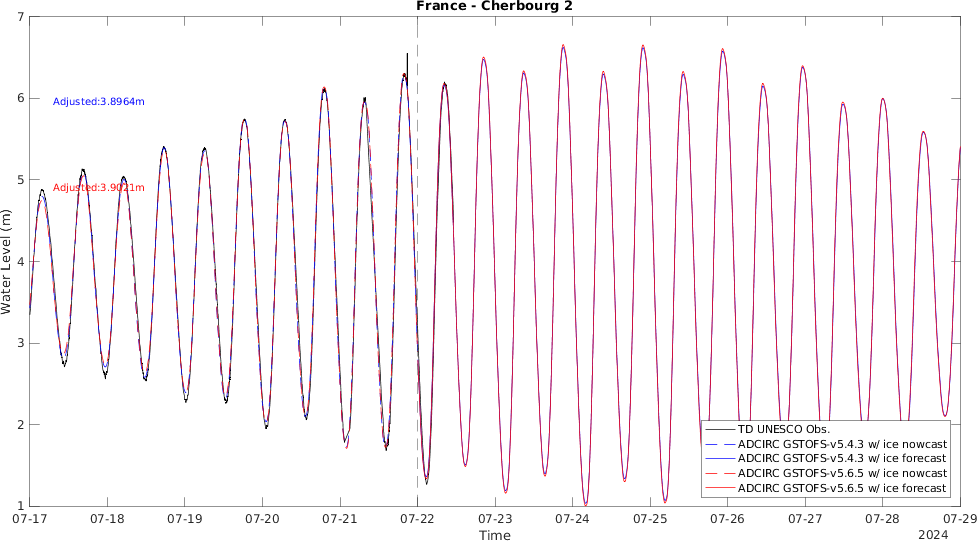 France - Cherbourg 2
7
6
5
4
3
2
1
Water Level (m)
Adjusted:3.8964m
Adjusted:3.9021m
TD UNESCO Obs.
ADCIRC GSTOFS-v5.4.3 w/ ice nowcast
ADCIRC GSTOFS-v5.4.3 w/ ice forecast
ADCIRC GSTOFS-v5.6.5 w/ ice nowcast
ADCIRC GSTOFS-v5.6.5 w/ ice forecast
07-17 07-18 07-19 07-20 07-21 07-22 07-23 07-24 07-25 07-26 07-27 07-28 07-29
Time
2024